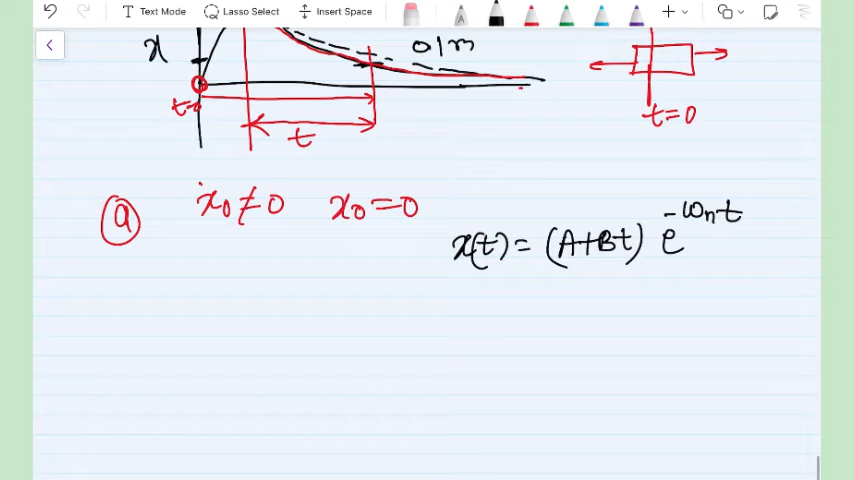 Text Mode Lasso Select Insert Space
x 0.1m
t=0
t
t=0
a ẋ₀ ≠ 0 x₀ = 0
x(t) = (A+Bt) e^{-ωₙt}